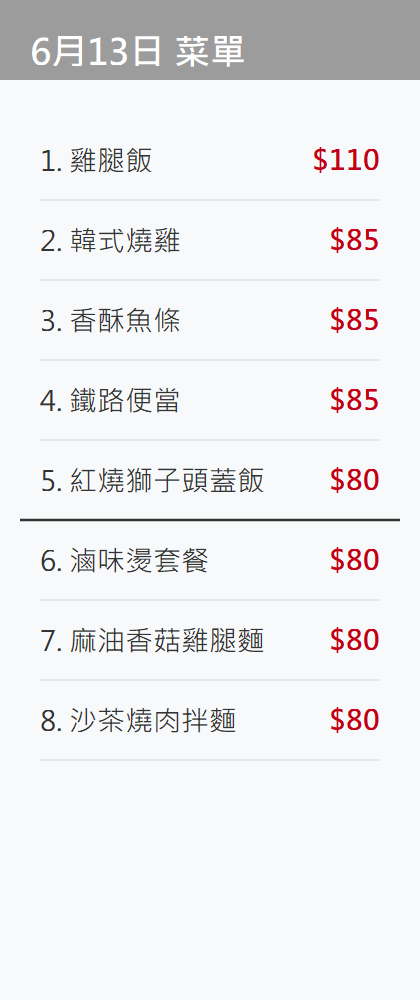 6月13日 菜單
1. 雞腿飯 $110
2. 韓式燒雞 $85
3. 香酥魚條 $85
4. 鐵路便當 $85
5. 紅燒獅子頭蓋飯 $80
6. 滷味燙套餐 $80
7. 麻油香菇雞腿麵 $80
8. 沙茶燒肉拌麵 $80